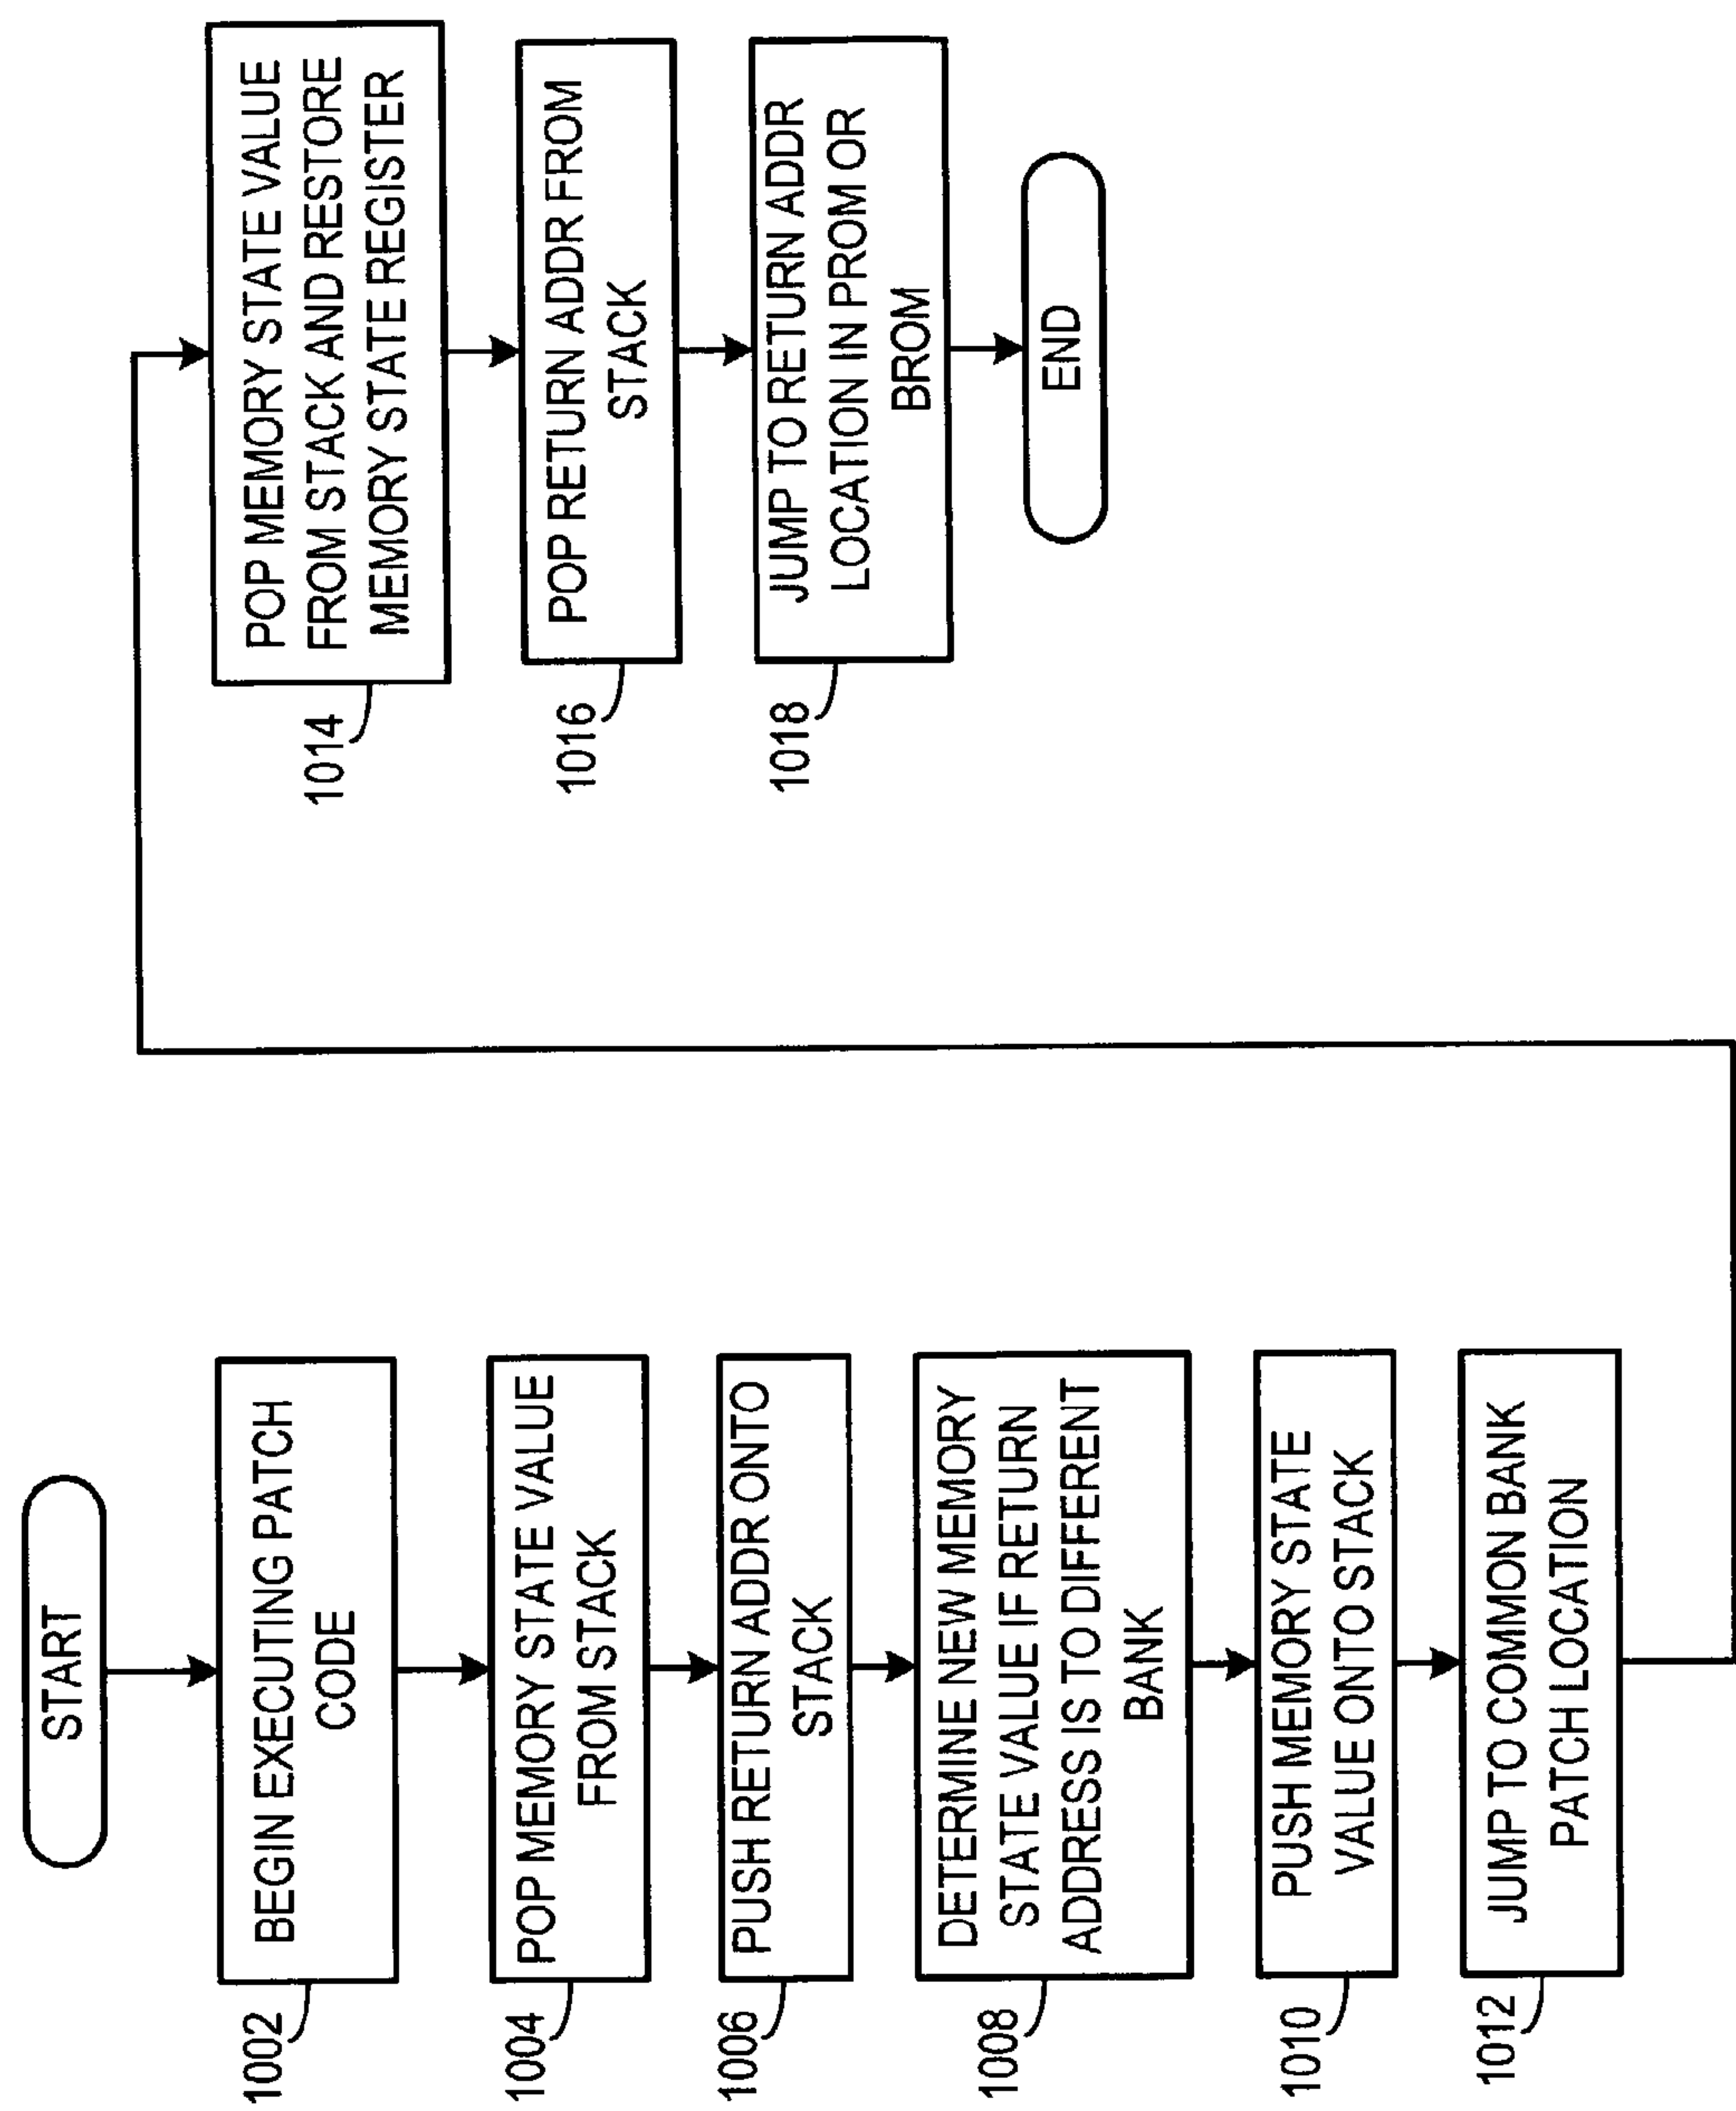 START
BEGIN EXECUTING PATCH
CODE
1002
POP MEMORY STATE VALUE
FROM STACK
1004
PUSH RETURN ADDR ONTO
STACK
1006
DETERMINE NEW MEMORY
STATE VALUE IF RETURN
ADDRESS IS TO DIFFERENT
BANK
1008
PUSH MEMORY STATE
VALUE ONTO STACK
1010
JUMP TO COMMON BANK
PATCH LOCATION
1012
POP MEMORY STATE VALUE
FROM STACK AND RESTORE
MEMORY STATE REGISTER
1014
POP RETURN ADDR FROM
STACK
1016
JUMP TO RETURN ADDR
LOCATION IN PROM OR
BROM
1018
END